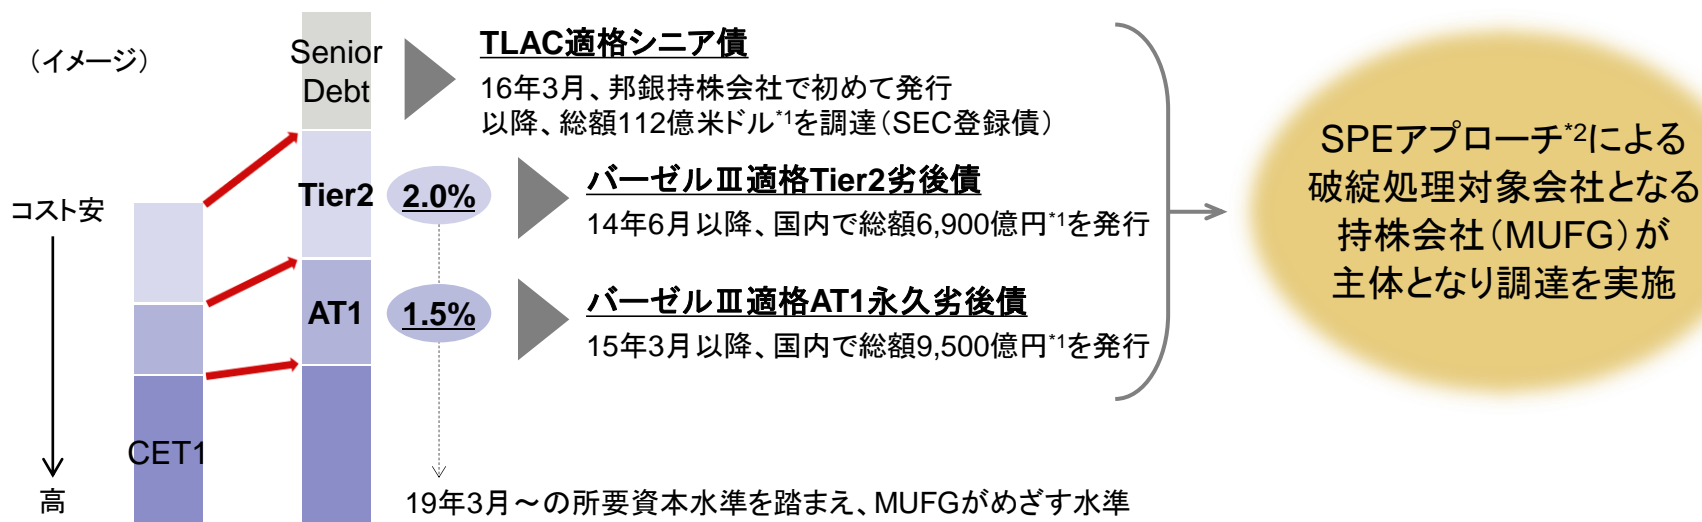 （イメージ）
コスト安
高
CET1
Senior
Debt
Tier2
AT1
2.0%
1.5%
TLAC適格シニア債
16年3月、邦銀持株会社で初めて発行
以降、総額112億米ドル*1を調達（SEC登録債）
バーゼルⅢ適格Tier2劣後債
14年6月以降、国内で総額6,900億円*1を発行
バーゼルⅢ適格AT1永久劣後債
15年3月以降、国内で総額9,500億円*1を発行
19年3月～の所要資本水準を踏まえ、MUFGがめざす水準
SPEアプローチ*2による
破綻処理対象会社となる
持株会社（MUFG）が
主体となり調達を実施